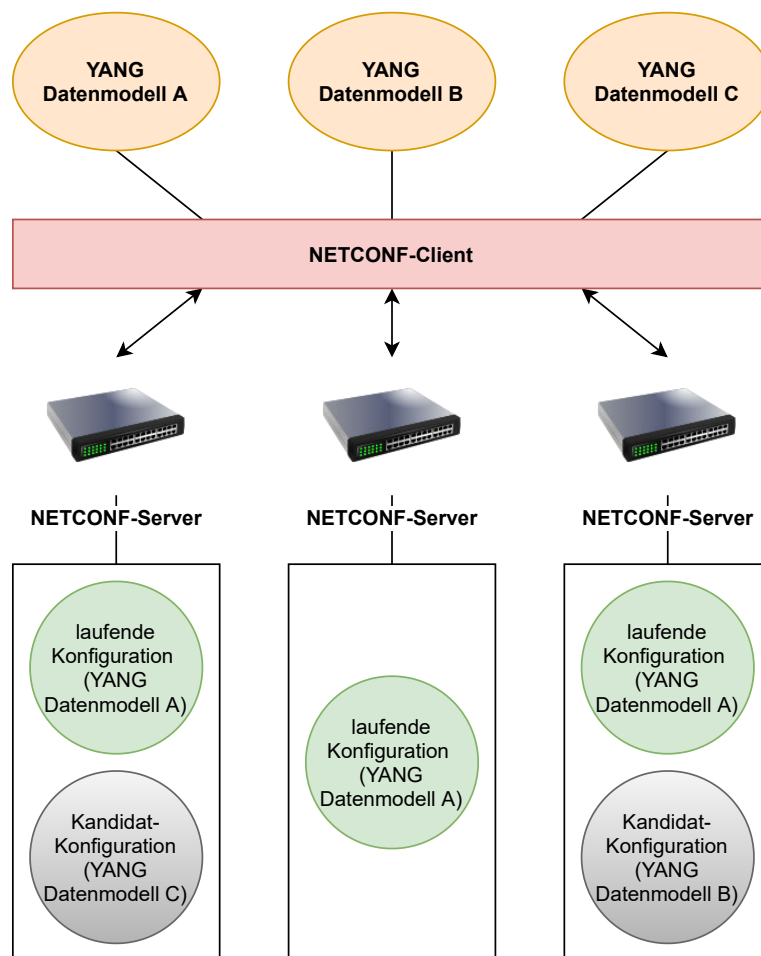 YANG
Datenmodell A
YANG
Datenmodell B
YANG
Datenmodell C
NETCONF-Client
NETCONF-Server
NETCONF-Server
NETCONF-Server
laufende
Konfiguration
(YANG
Datenmodell A)
Kandidat-
Konfiguration
(YANG
Datenmodell C)
laufende
Konfiguration
(YANG
Datenmodell A)
laufende
Konfiguration
(YANG
Datenmodell A)
Kandidat-
Konfiguration
(YANG
Datenmodell B)